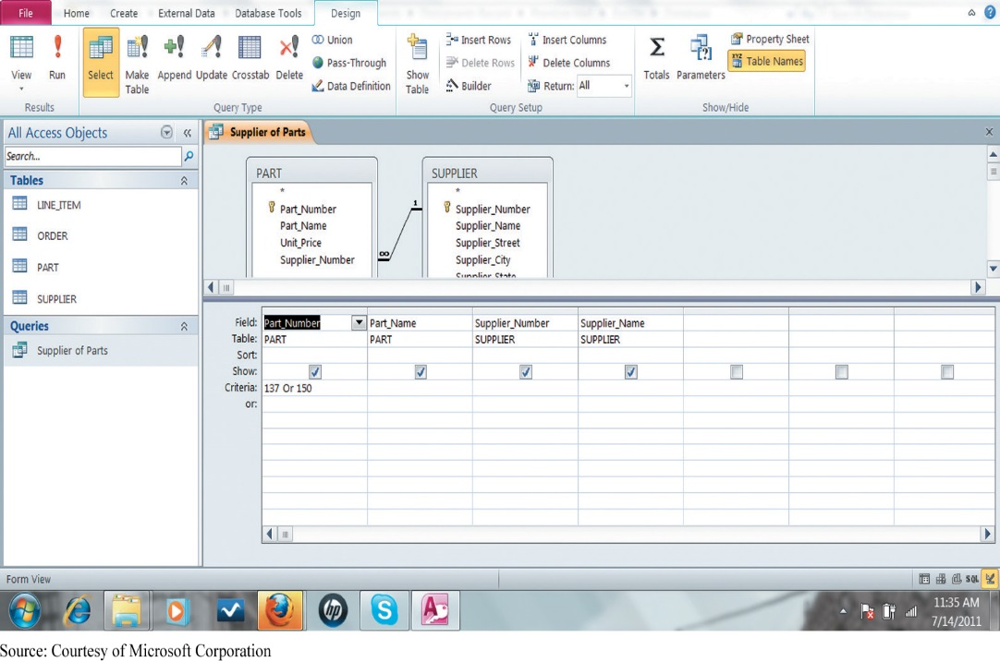 File Home Create External Data Database Tools Design
View Run Select Make Table Append Update Crosstab Delete
Union
Pass-Through
Data Definition
Show Table
Insert Rows
Delete Rows
Builder
Insert Columns
Delete Columns
Return: All
Totals Parameters
Property Sheet
Table Names
Results Query Type Query Setup Show/Hide
All Access Objects
Search...
Tables
LINE_ITEM
ORDER
PART
SUPPLIER
Queries
Supplier of Parts
Supplier of Parts
PART
*
Part_Number
Part_Name
Unit_Price
Supplier_Number
∞ 1
SUPPLIER
*
Supplier_Number
Supplier_Name
Supplier_Street
Supplier_City
Supplier_State
Field: Part_Number Part_Name Supplier_Number Supplier_Name
Table: PART PART SUPPLIER SUPPLIER
Sort:
Show:
Criteria: 137 Or 150
or:
Form View
SQL
hp
S
A
11:35 AM
7/14/2011
Source: Courtesy of Microsoft Corporation